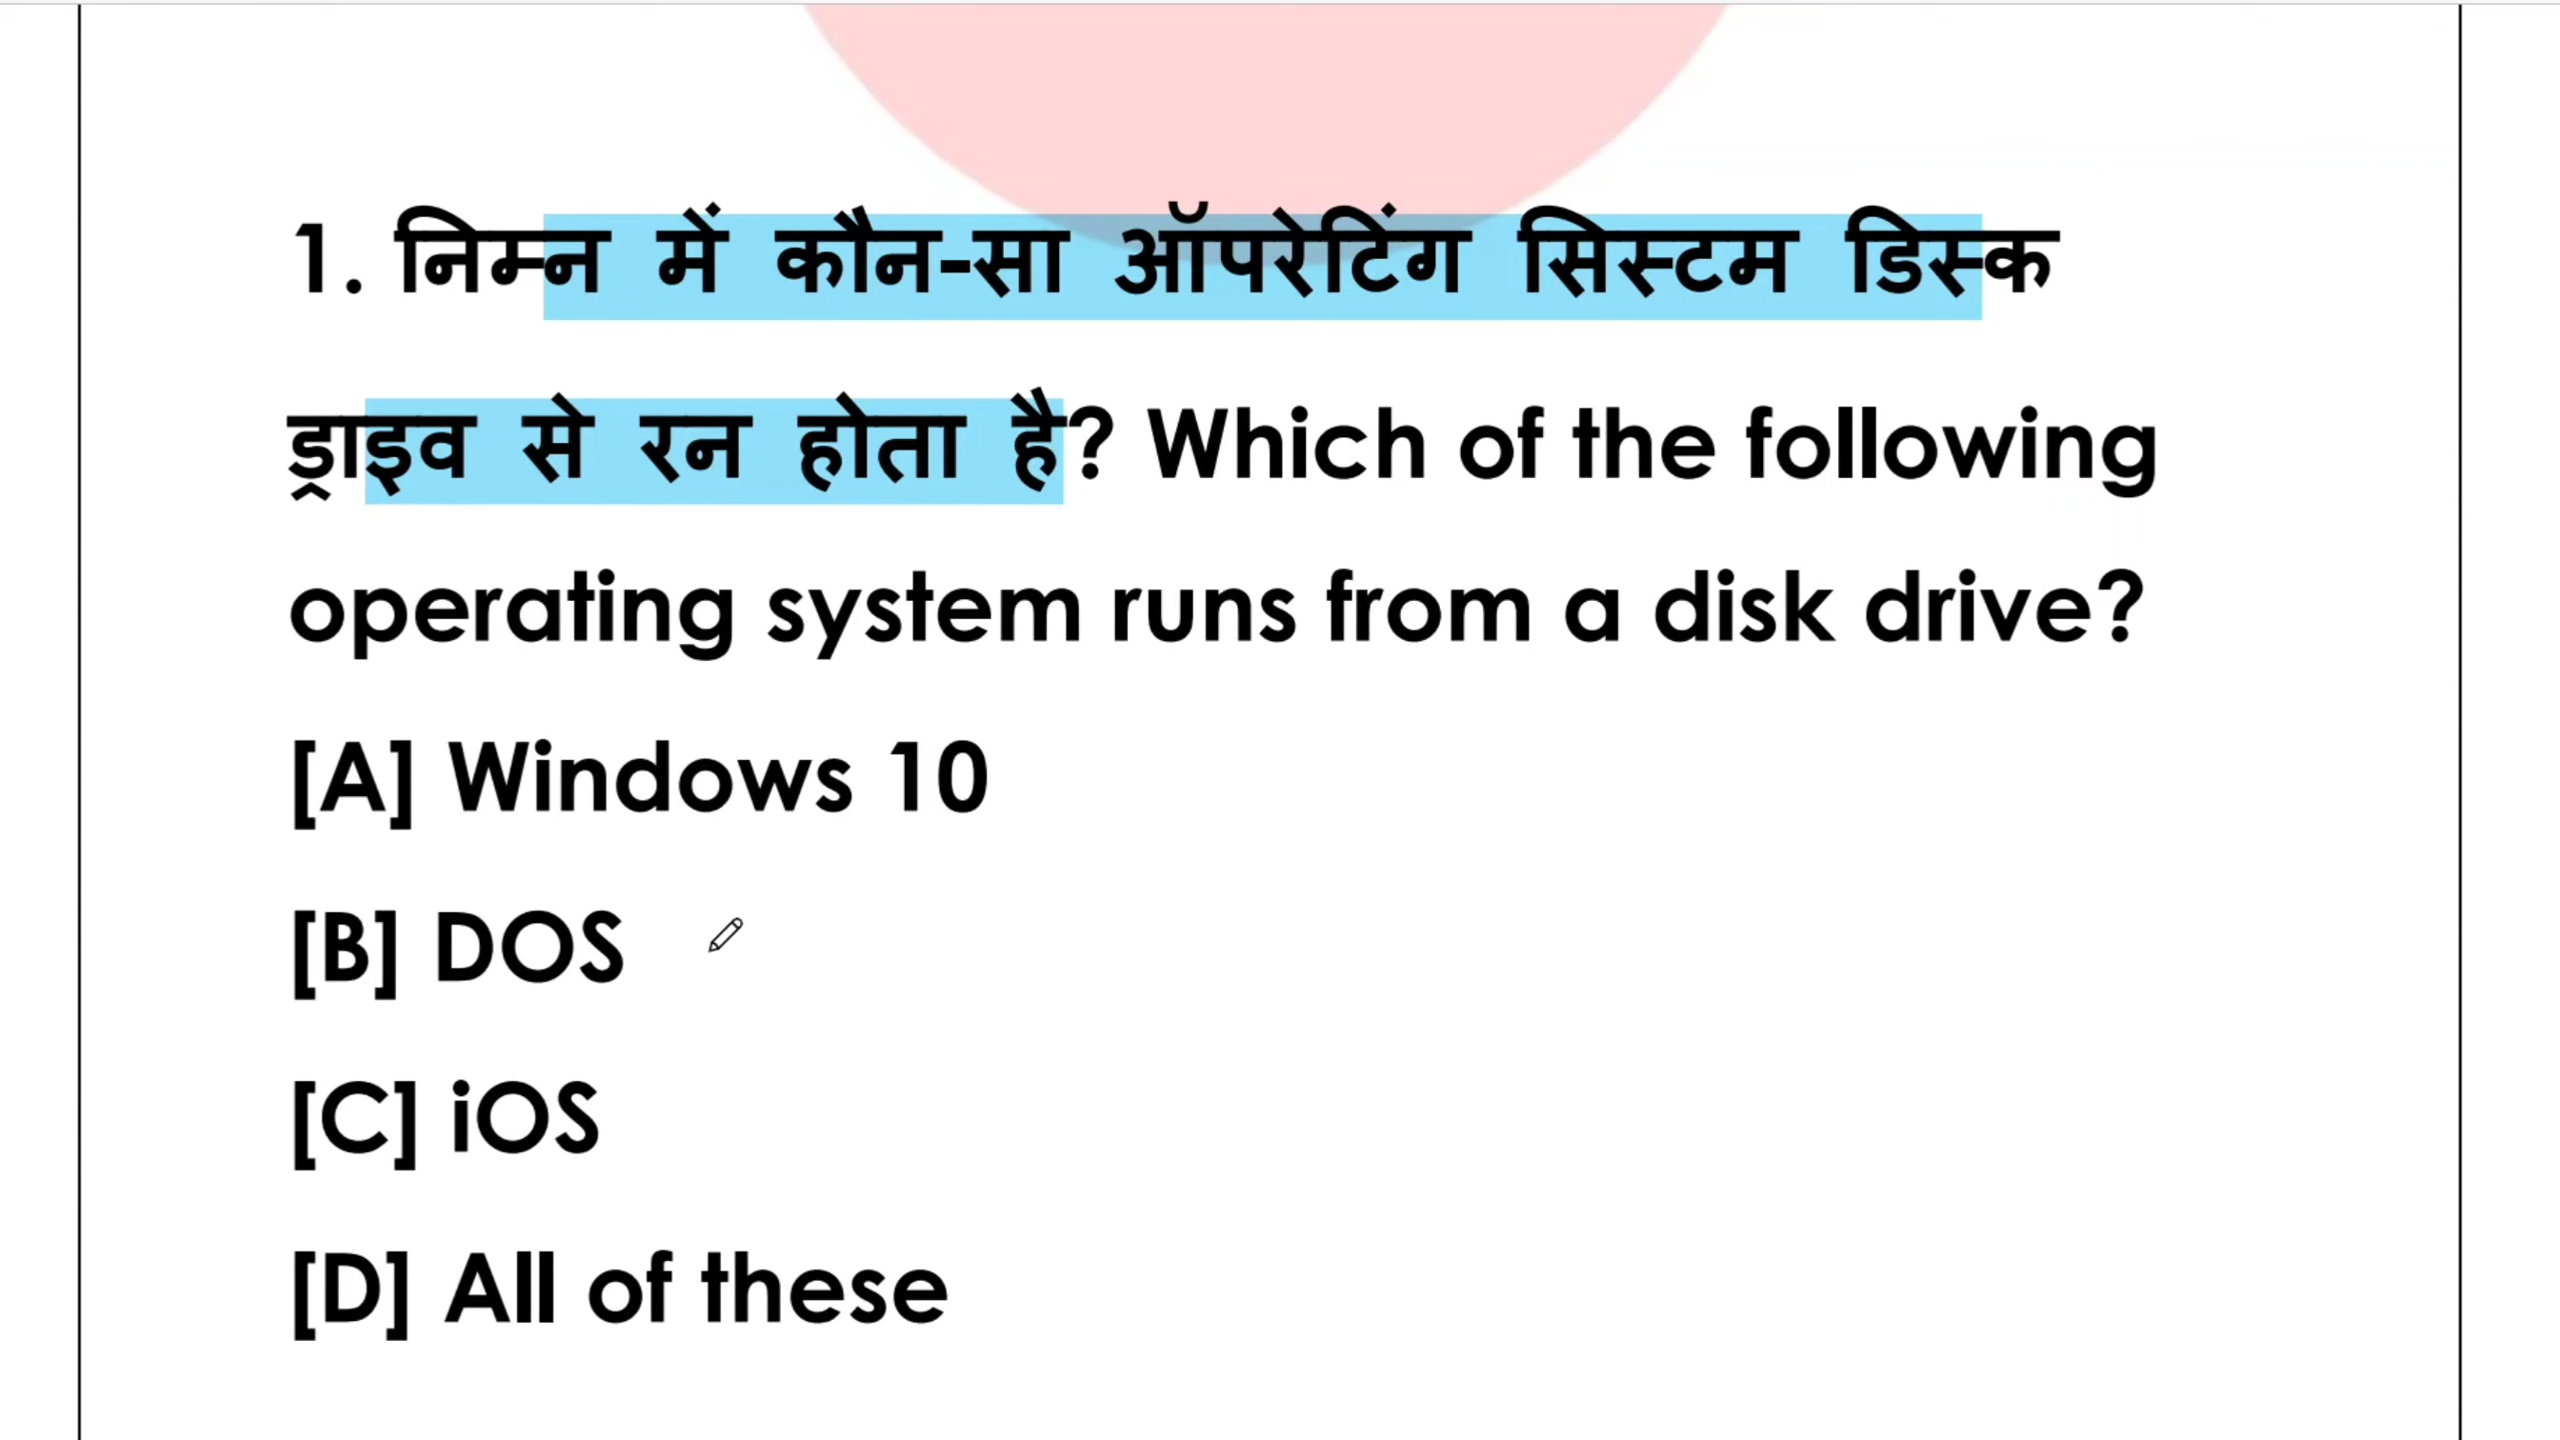 1. निम्न में कौन-सा ऑपरेटिंग सिस्टम डिस्क
ड्राइव से रन होता है? Which of the following
operating system runs from a disk drive?
[A] Windows 10
[B] DOS
[C] iOS
[D] All of these